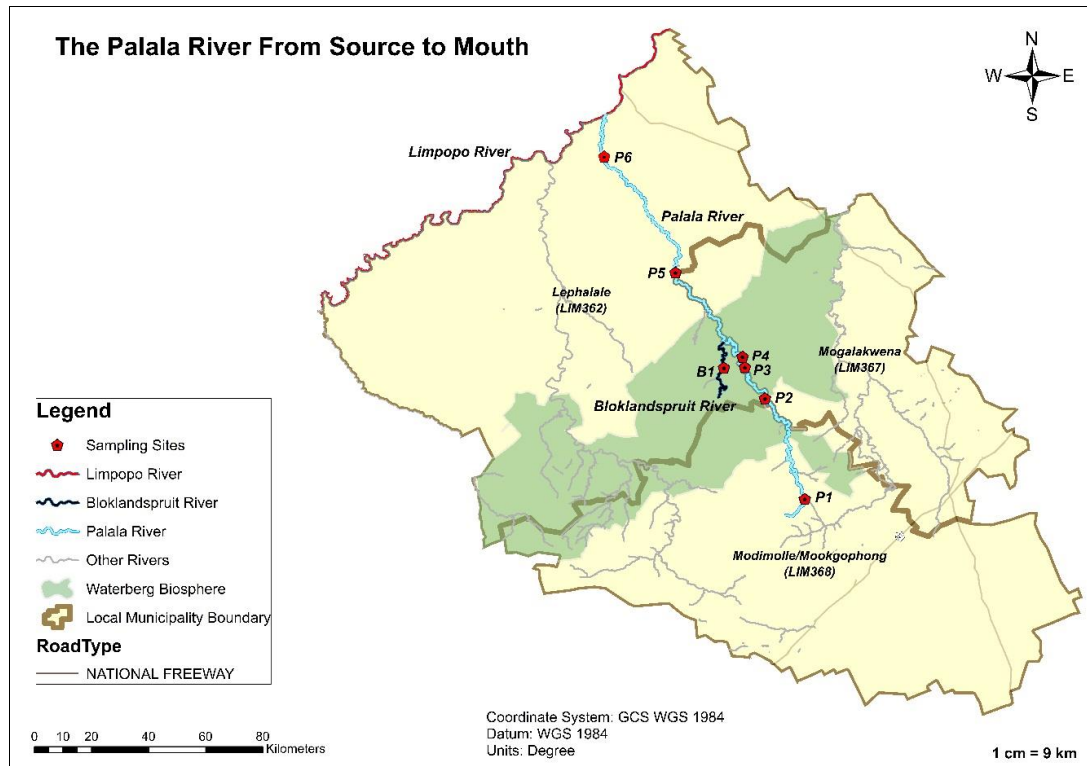 The Palala River From Source to Mouth
N
W
E
S
Limpopo River
P6
Palala River
P5
Lephalale
(LIM362)
P4
P3
B1
Mogalakwena
(LIM367)
Bloklandspruit River
P2
P1
Modimolle/Mookgophong
(LIM368)
Legend
Sampling Sites
Limpopo River
Bloklandspruit River
Palala River
Other Rivers
Waterberg Biosphere
Local Municipality Boundary
RoadType
NATIONAL FREEWAY
0 10 20 40 60 80
Kilometers
Coordinate System: GCS WGS 1984
Datum: WGS 1984
Units: Degree
1 cm = 9 km